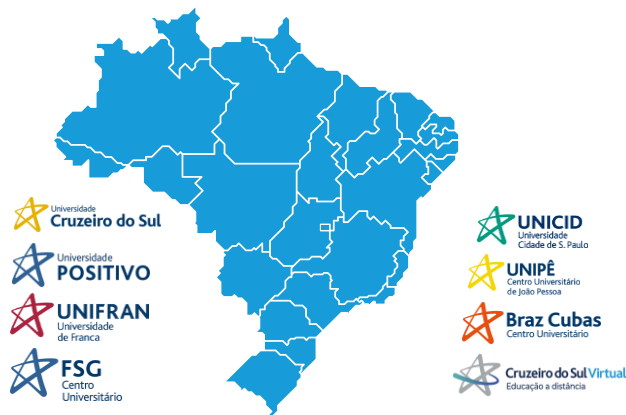 Universidade
Cruzeiro do Sul
Universidade
POSITIVO
UNIFRAN
Universidade
de Franca
FSG
Centro
Universitário
UNICID
Universidade
Cidade de S. Paulo
UNIPÊ
Centro Universitário
de João Pessoa
Braz Cubas
Centro Universitário
Cruzeiro do Sul Virtual
Educação a distância